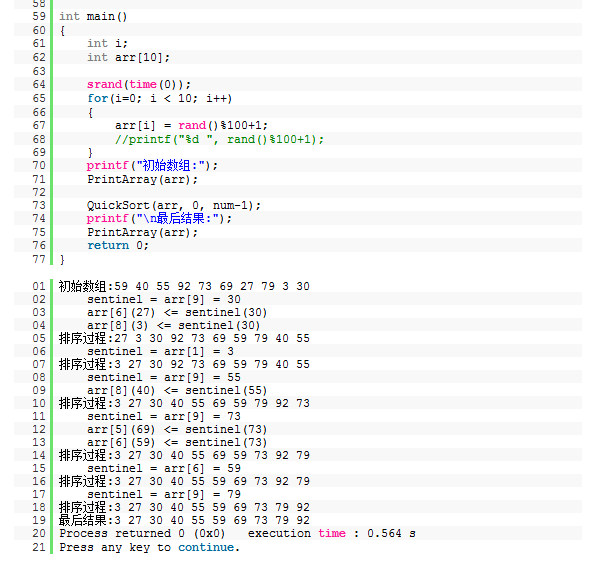 58
59 int main()
60 {
61     int i;
62     int arr[10];
63
64     srand(time(0));
65     for(i=0; i < 10; i++)
66     {
67         arr[i] = rand()%100+1;
68         //printf("%d ", rand()%100+1);
69     }
70     printf("初始数组:");
71     PrintArray(arr);
72
73     QuickSort(arr, 0, num-1);
74     printf("\n最后结果:");
75     PrintArray(arr);
76     return 0;
77 }
01 初始数组:59 40 55 92 73 69 27 79 3 30
02     sentinel = arr[9] = 30
03     arr[6](27) <= sentinel(30)
04     arr[8](3) <= sentinel(30)
05 排序过程:27 3 30 92 73 69 59 79 40 55
06     sentinel = arr[1] = 3
07 排序过程:3 27 30 92 73 69 59 79 40 55
08     sentinel = arr[9] = 55
09     arr[8](40) <= sentinel(55)
10 排序过程:3 27 30 40 55 69 59 79 92 73
11     sentinel = arr[9] = 73
12     arr[5](69) <= sentinel(73)
13     arr[6](59) <= sentinel(73)
14 排序过程:3 27 30 40 55 69 59 73 92 79
15     sentinel = arr[6] = 59
16 排序过程:3 27 30 40 55 59 69 73 92 79
17     sentinel = arr[9] = 79
18 排序过程:3 27 30 40 55 59 69 73 79 92
19 最后结果:3 27 30 40 55 59 69 73 79 92
20 Process returned 0 (0x0)   execution time : 0.564 s
21 Press any key to continue.